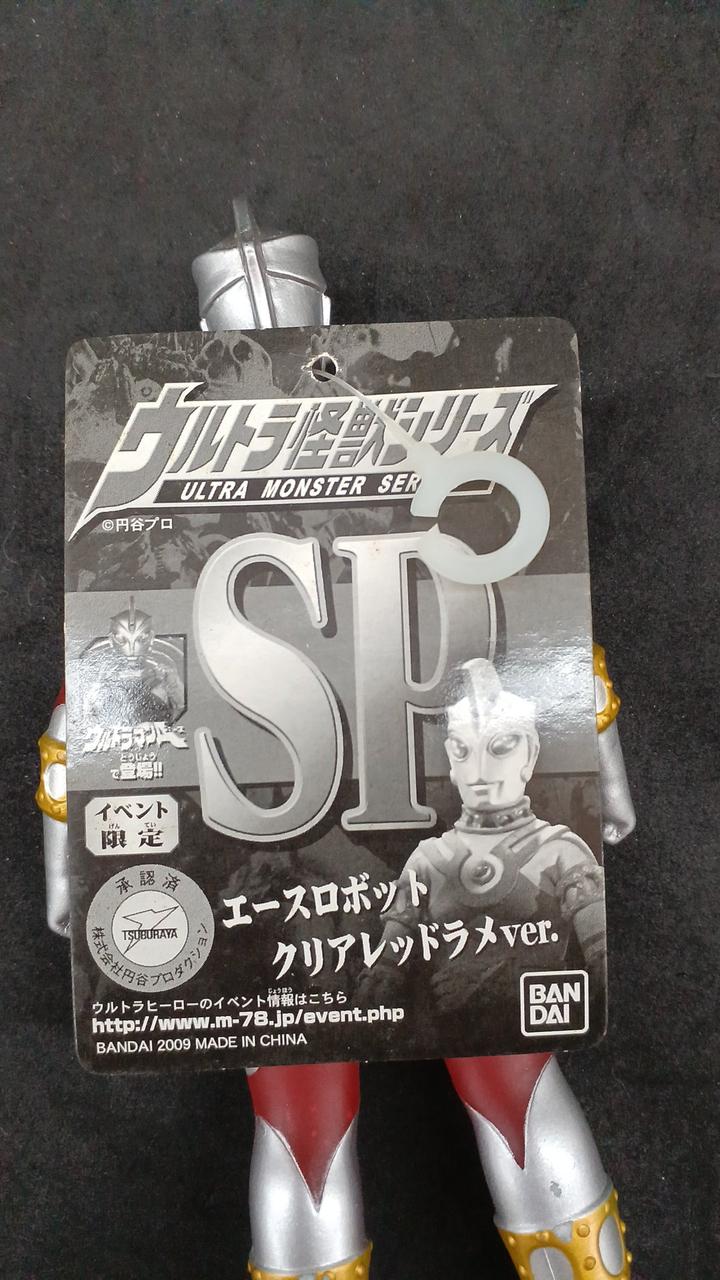 ウルトラ怪獣シリーズ
ULTRA MONSTER SER
©円谷プロ
SP
ウルトラマンA
とうじょう
で登場!!
イベント
げん てい
限定
承認済
TSUBURAYA
株式会社円谷プロダクション
エースロボット
クリアレッドラメver.
じょうほう
ウルトラヒーローのイベント情報はこちら
http://www.m-78.jp/event.php
BANDAI 2009 MADE IN CHINA
BAN
DAI